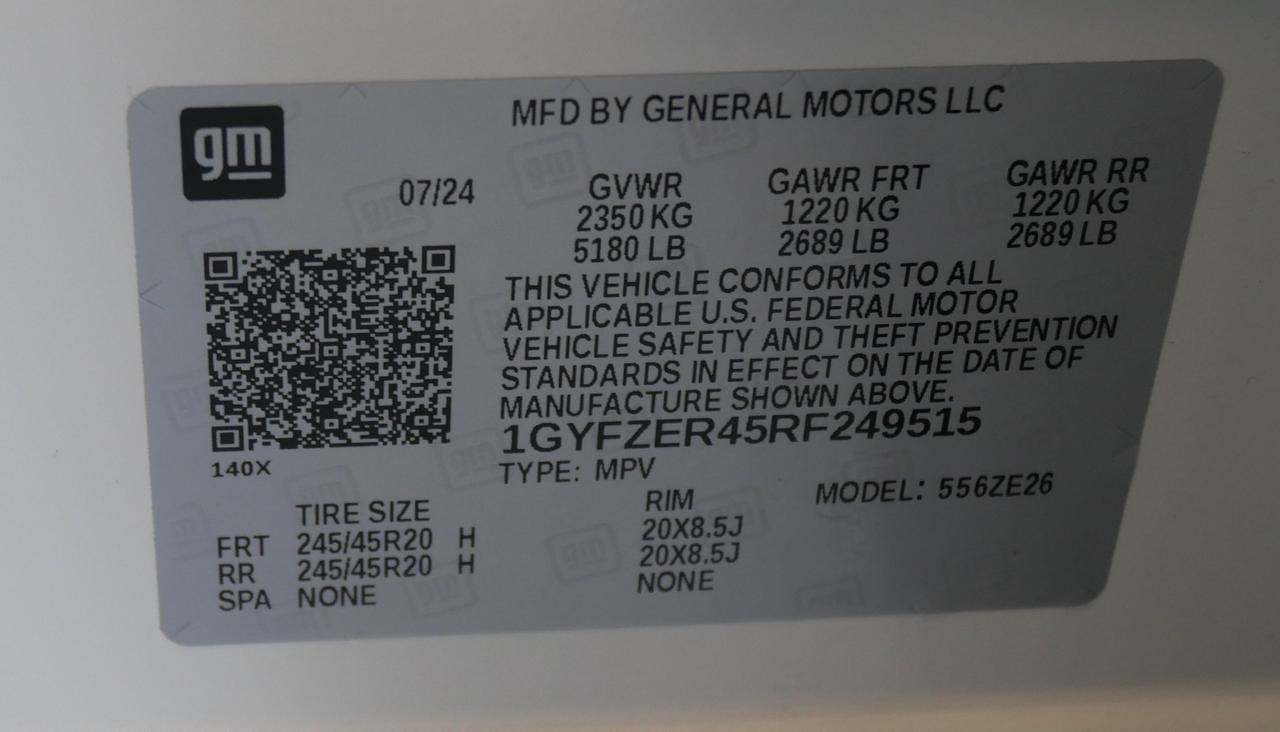 gm
MFD BY GENERAL MOTORS LLC
07/24
GVWR GAWR FRT GAWR RR
2350 KG 1220 KG 1220 KG
5180 LB 2689 LB 2689 LB
THIS VEHICLE CONFORMS TO ALL
APPLICABLE U.S. FEDERAL MOTOR
VEHICLE SAFETY AND THEFT PREVENTION
STANDARDS IN EFFECT ON THE DATE OF
MANUFACTURE SHOWN ABOVE.
1GYFZER45RF249515
140X
TYPE: MPV
MODEL: 556ZE26
TIRE SIZE RIM
FRT 245/45R20 H 20X8.5J
RR 245/45R20 H 20X8.5J
SPA NONE NONE